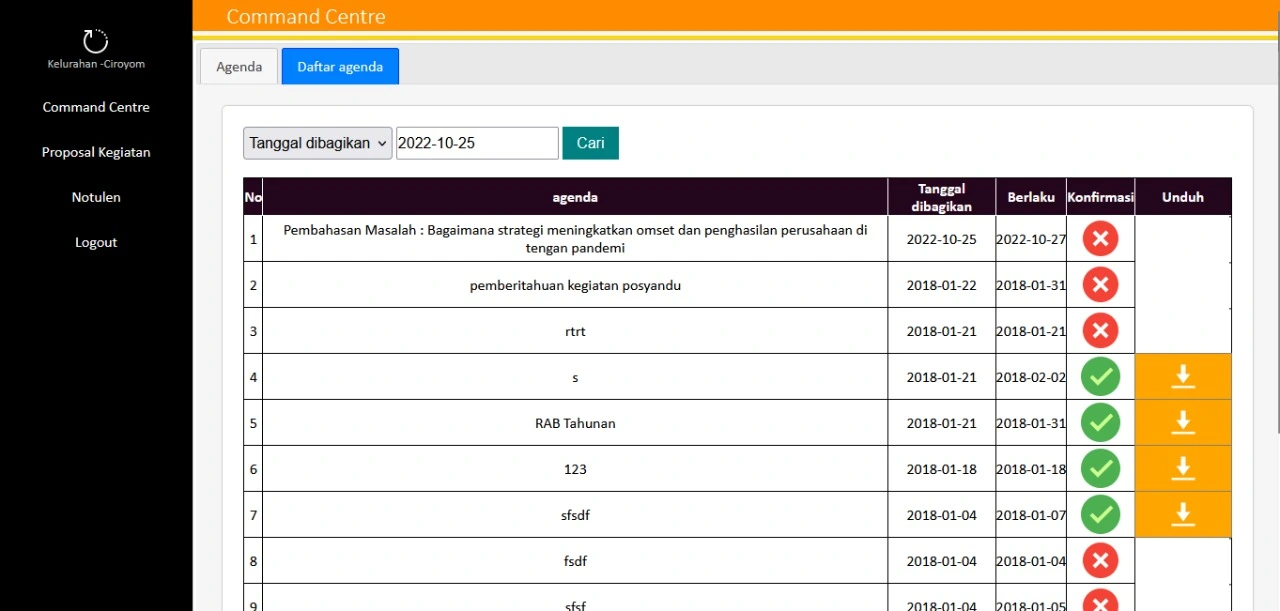 Command Centre
Kelurahan -Ciroyom
Command Centre
Proposal Kegiatan
Notulen
Logout
Agenda
Daftar agenda
Tanggal dibagikan
2022-10-25
Cari
No agenda Tanggal dibagikan Berlaku Konfirmasi Unduh
1 Pembahasan Masalah : Bagaimana strategi meningkatkan omset dan penghasilan perusahaan di
tengan pandemi 2022-10-25 2022-10-27
2 pemberitahuan kegiatan posyandu 2018-01-22 2018-01-31
3 rtrt 2018-01-21 2018-01-21
4 s 2018-01-21 2018-02-02
5 RAB Tahunan 2018-01-21 2018-01-31
6 123 2018-01-18 2018-01-18
7 sfsdf 2018-01-04 2018-01-07
8 fsdf 2018-01-04 2018-01-04
9 sfsf 2018-01-04 2018-01-05